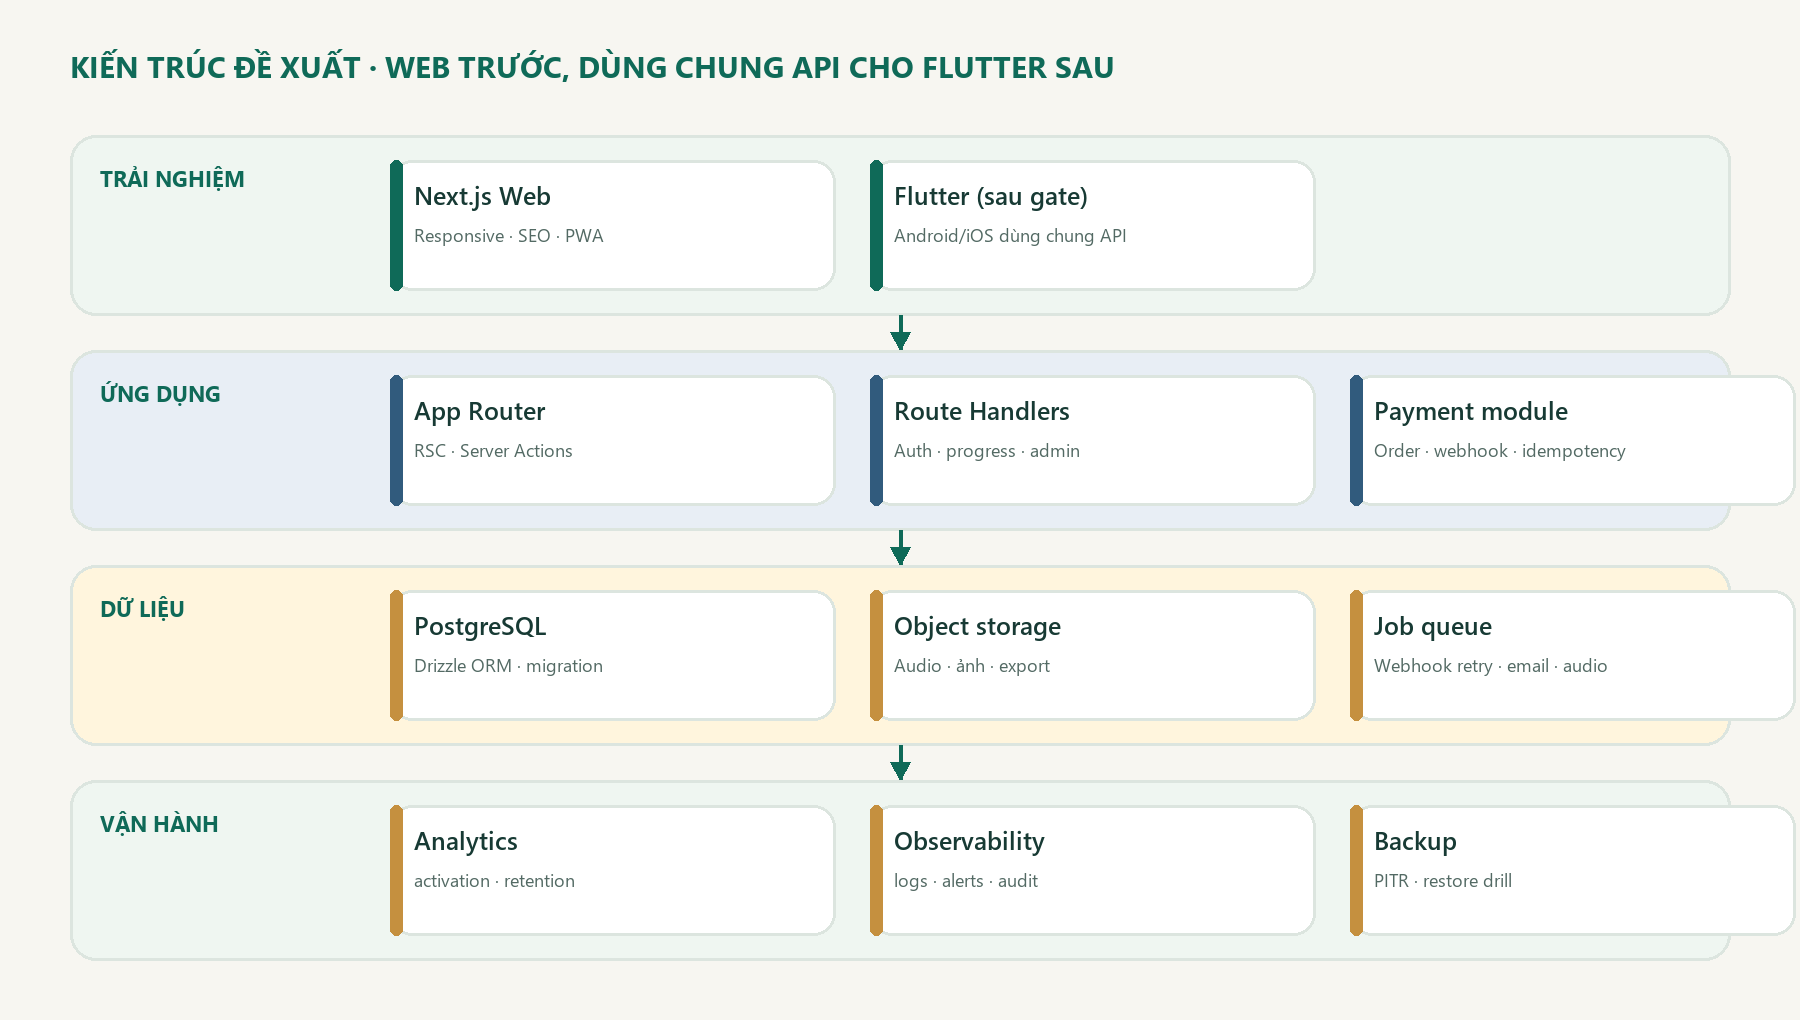 KIẾN TRÚC ĐỀ XUẤT · WEB TRƯỚC, DÙNG CHUNG API CHO FLUTTER SAU
TRẢI NGHIỆM
Next.js Web
Responsive · SEO · PWA
Flutter (sau gate)
Android/iOS dùng chung API
ỨNG DỤNG
App Router
RSC · Server Actions
Route Handlers
Auth · progress · admin
Payment module
Order · webhook · idempotency
DỮ LIỆU
PostgreSQL
Drizzle ORM · migration
Object storage
Audio · ảnh · export
Job queue
Webhook retry · email · audio
VẬN HÀNH
Analytics
activation · retention
Observability
logs · alerts · audit
Backup
PITR · restore drill